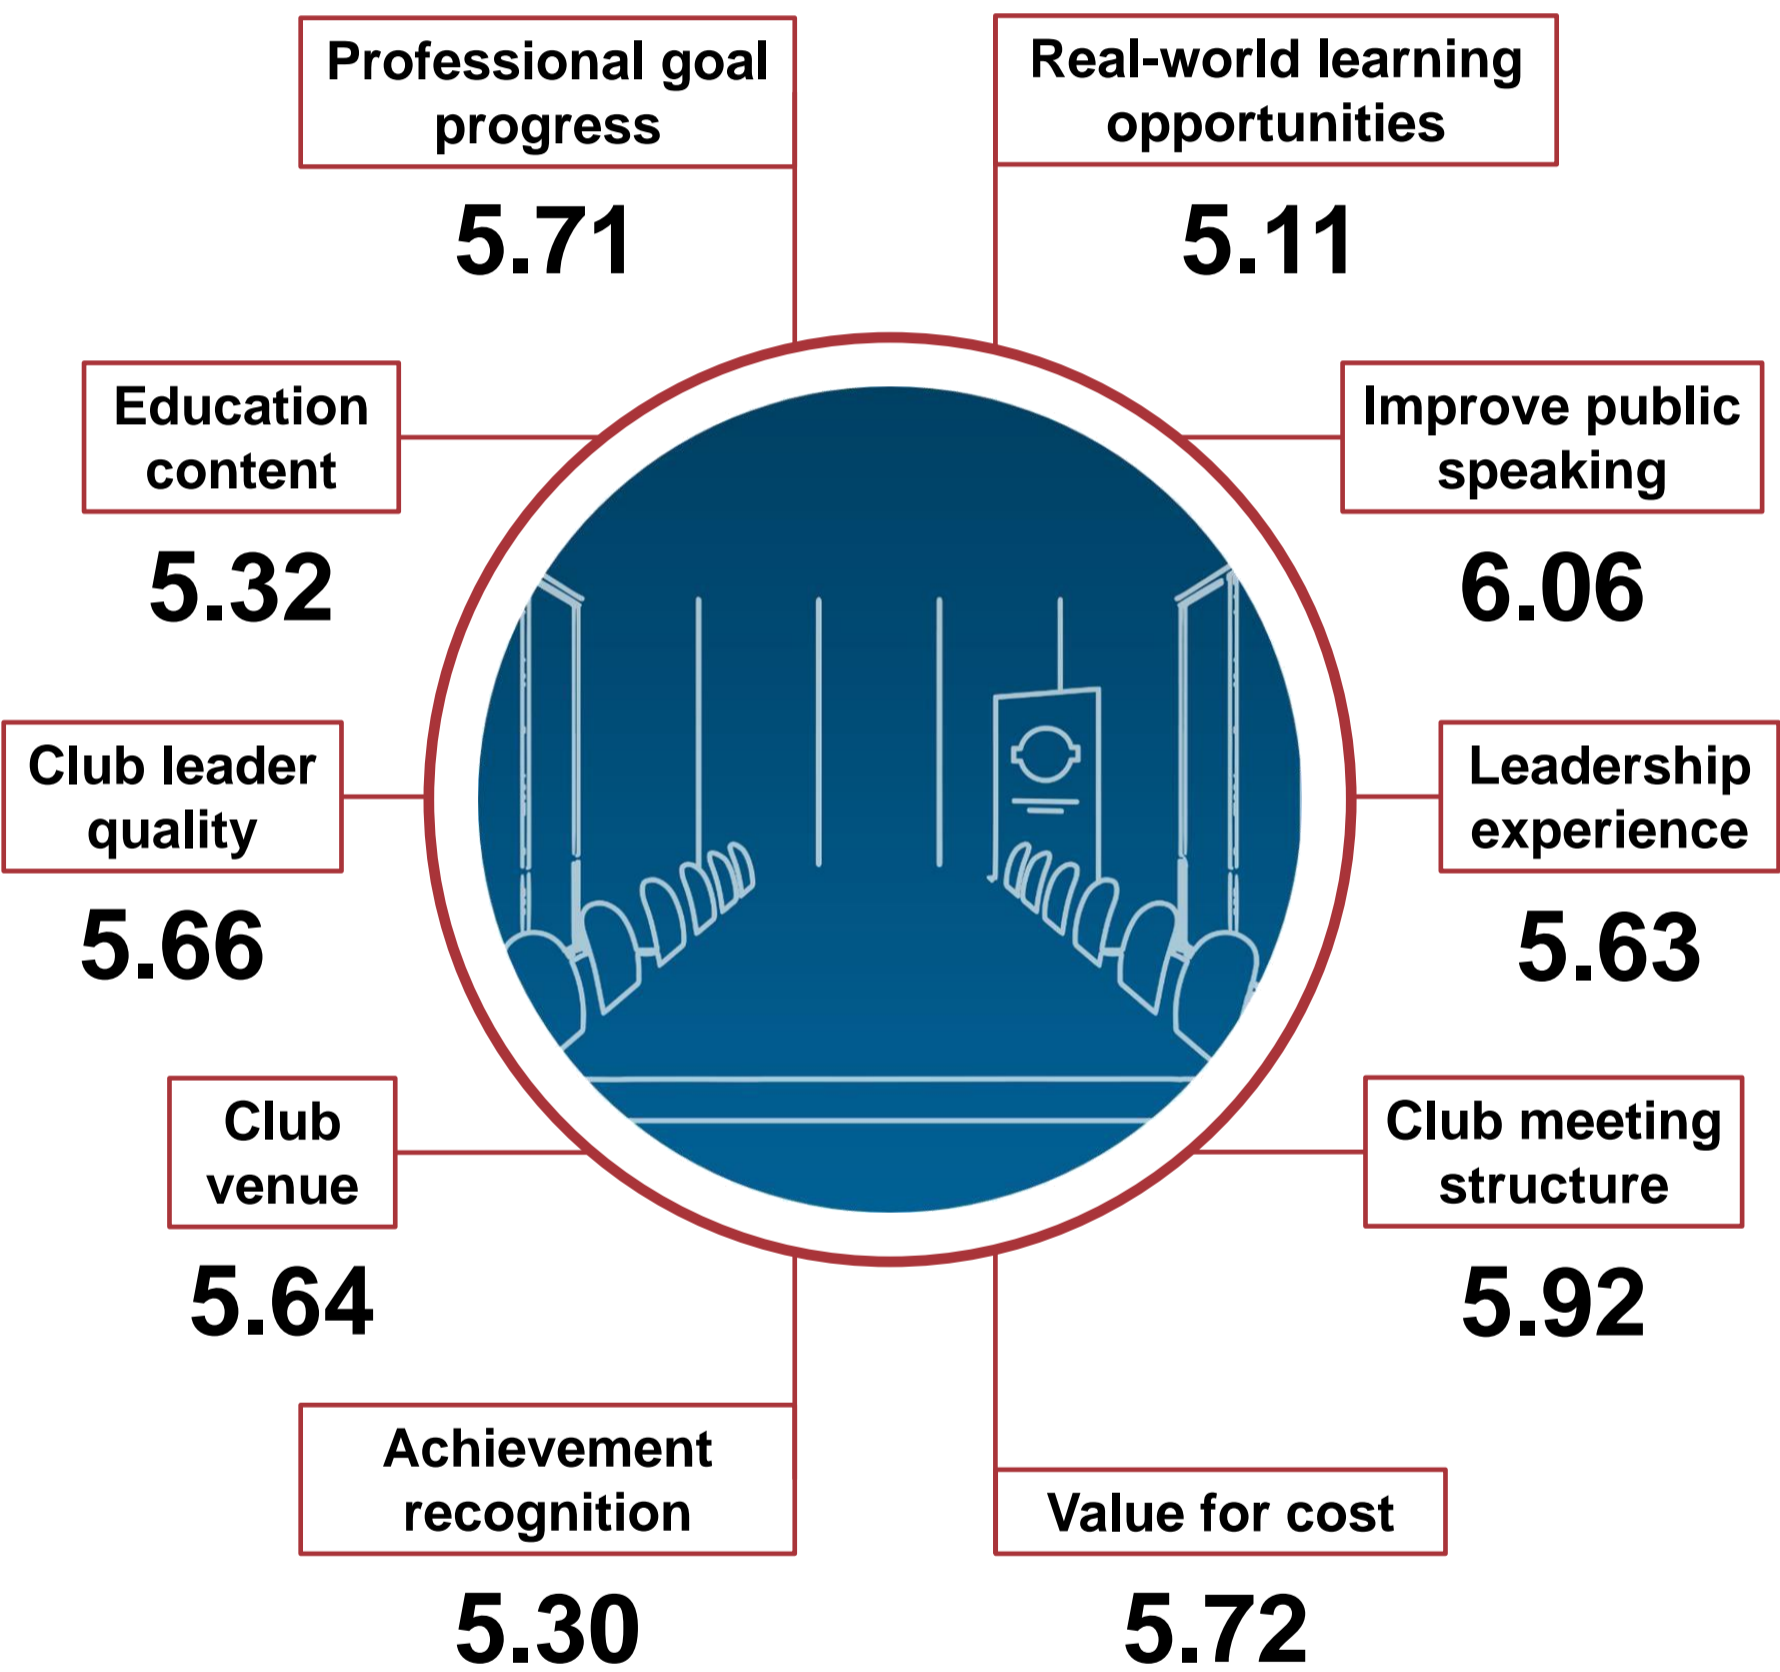 Professional goal
progress
5.71
Real-world learning
opportunities
5.11
Education
content
5.32
Improve public
speaking
6.06
Club leader
quality
5.66
Leadership
experience
5.63
Club
venue
5.64
Club meeting
structure
5.92
Achievement
recognition
5.30
Value for cost
5.72